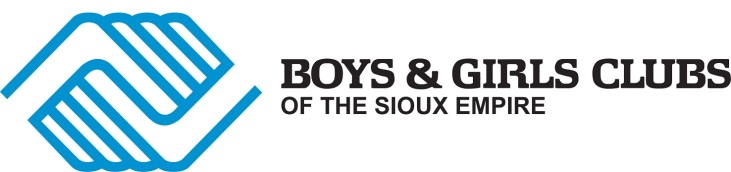 BOYS & GIRLS CLUBS
OF THE SIOUX EMPIRE